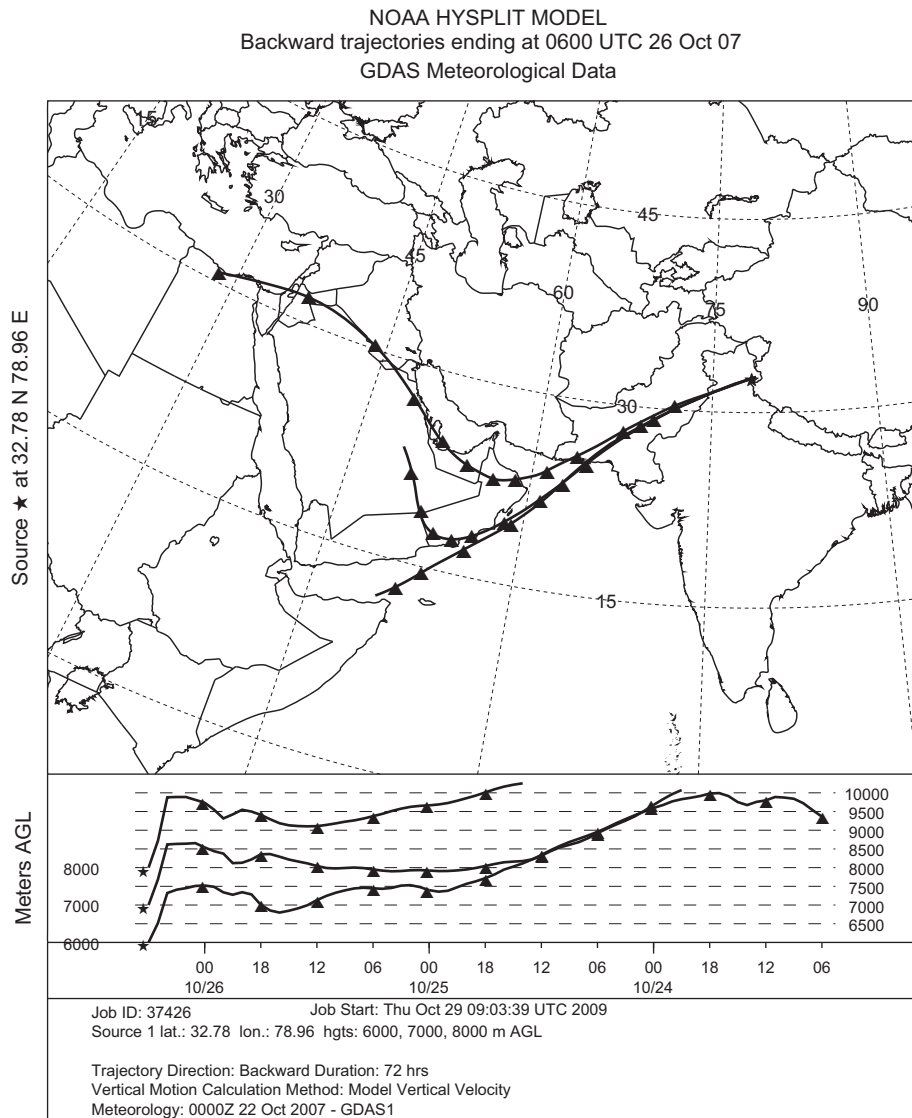 NOAA HYSPLIT MODEL
Backward trajectories ending at 0600 UTC 26 Oct 07
GDAS Meteorological Data
Source ★ at 32.78 N 78.96 E
15
30
45
45
60
75
90
30
15
Meters AGL
10000
9500
9000
8500
8000
8000
7500
7000
7000
6500
6000
00 18 12 06 00 18 12 06 00 18 12 06
10/26 10/25 10/24
Job ID: 37426 Job Start: Thu Oct 29 09:03:39 UTC 2009
Source 1 lat.: 32.78 lon.: 78.96 hgts: 6000, 7000, 8000 m AGL
Trajectory Direction: Backward Duration: 72 hrs
Vertical Motion Calculation Method: Model Vertical Velocity
Meteorology: 0000Z 22 Oct 2007 - GDAS1